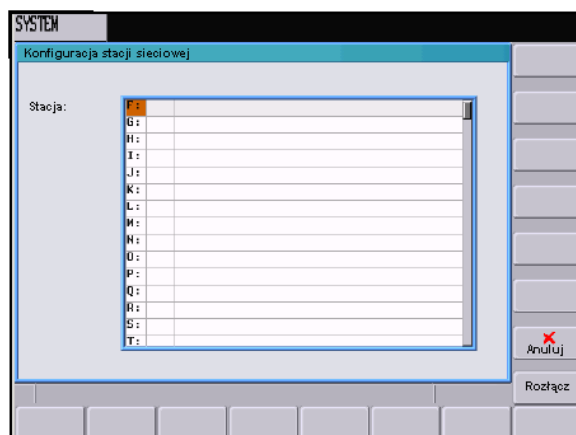 SYSTEM
Konfiguracja stacji sieciowej
Stacja:
F:
G:
H:
I:
J:
K:
L:
M:
N:
O:
P:
Q:
R:
S:
T:
Anuluj
Rozłącz